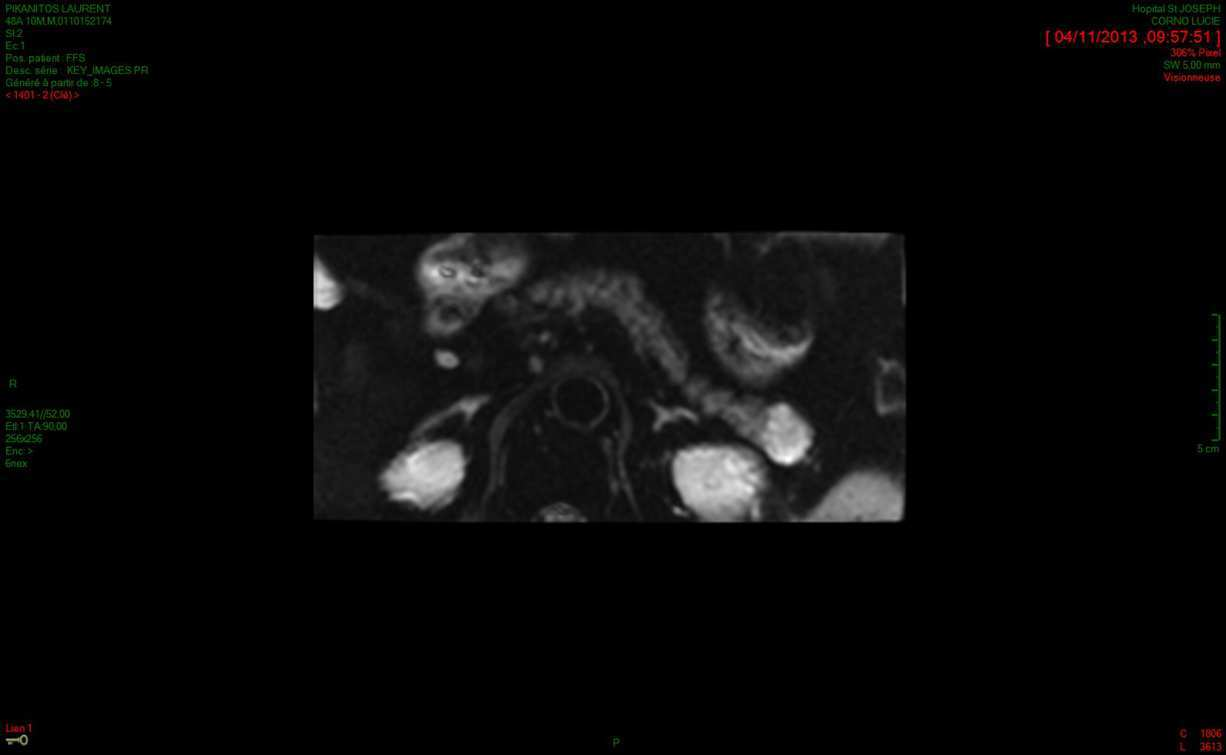 PIKANITOS LAURENT
48A 10M,M,0110152174
SI:2
Ec:1
Pos. patient : FFS
Desc. série : KEY_IMAGES PR
Généré à partir de :8 - 5
< 1401 - 2 (Clé) >
Hopital St JOSEPH
CORNO LUCIE
[ 04/11/2013 ,09:57:51 ]
306% Pixel
SW 5,00 mm
Visionneuse
R
3529.41//52,00
Etl 1 TA:90,00
256x256
Enc: >
6nex
5 cm
Lien 1
P
C 1806
L 3613